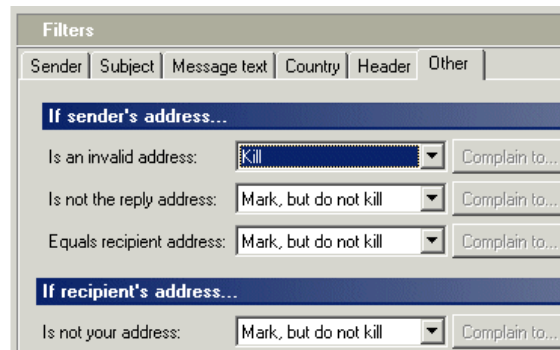 Filters
Sender Subject Message text Country Header Other
If sender's address...
Is an invalid address: Kill Complain to...
Is not the reply address: Mark, but do not kill Complain to...
Equals recipient address: Mark, but do not kill Complain to...
If recipient's address...
Is not your address: Mark, but do not kill Complain to...